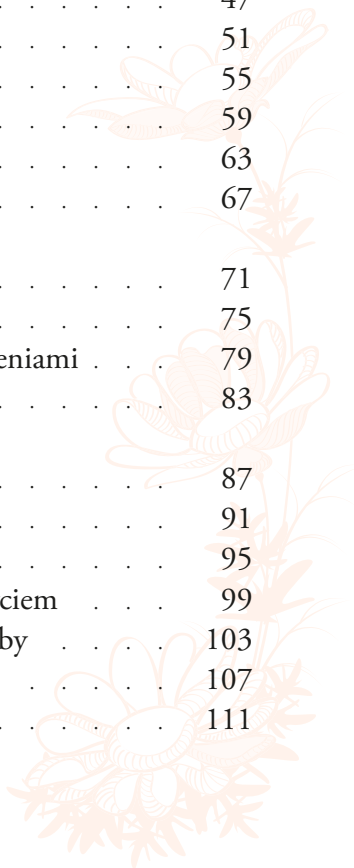 47
. . . . . . 51
. . . . . . 55
. . . . . . 59
. . . . . . 63
. . . . . . 67
. . . . . . 71
. . . . . . 75
eniami . . . 79
. . . . . . 83
. . . . . . 87
. . . . . . 91
. . . . . . 95
ciem . . . 99
by . . . . 103
. . . . . 107
. . . . . . 111